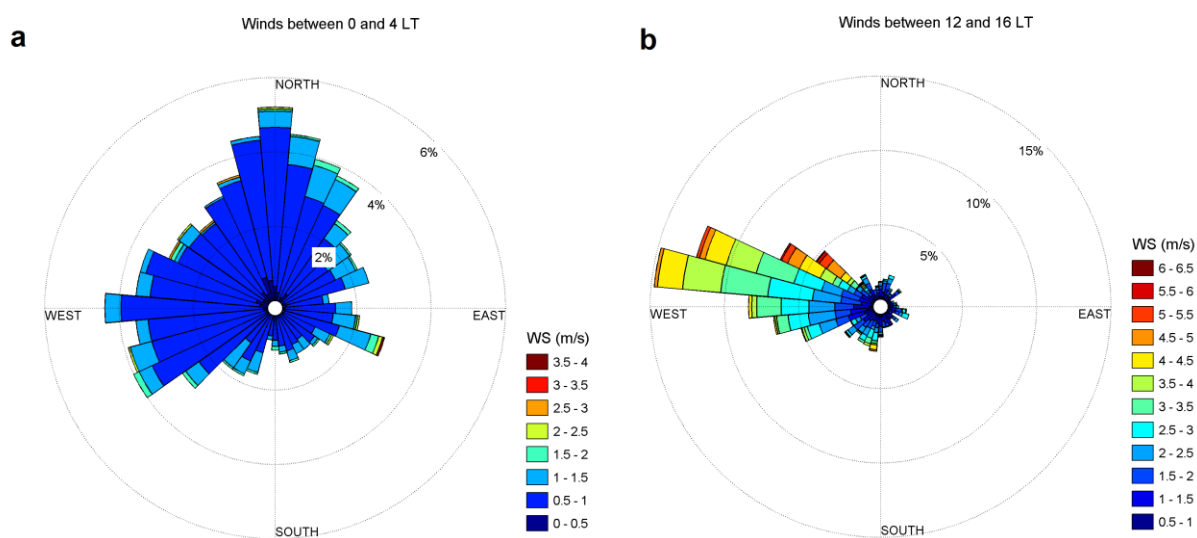 a
Winds between 0 and 4 LT
NORTH
6%
4%
2%
WEST
EAST
SOUTH
WS (m/s)
3.5 - 4
3 - 3.5
2.5 - 3
2 - 2.5
1.5 - 2
1 - 1.5
0.5 - 1
0 - 0.5
b
Winds between 12 and 16 LT
NORTH
15%
10%
5%
WEST
EAST
SOUTH
WS (m/s)
6 - 6.5
5.5 - 6
5 - 5.5
4.5 - 5
4 - 4.5
3.5 - 4
3 - 3.5
2.5 - 3
2 - 2.5
1.5 - 2
1 - 1.5
0.5 - 1